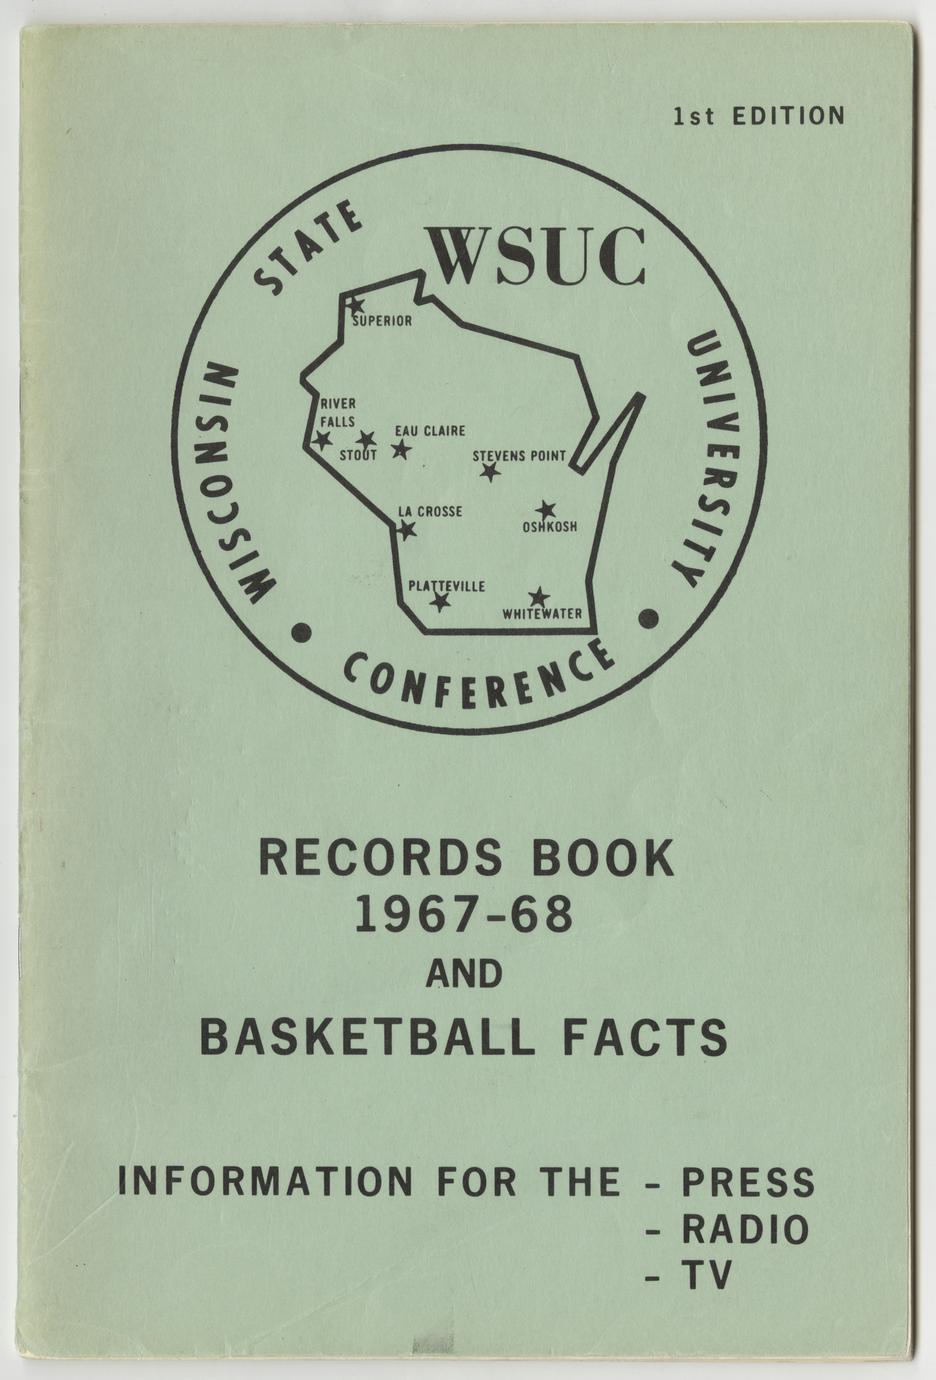 1st EDITION
WISCONSIN STATE UNIVERSITY
WSUC
SUPERIOR
RIVER
FALLS
STOUT
EAU CLAIRE
STEVENS POINT
LA CROSSE
OSHKOSH
PLATTEVILLE
WHITEWATER
CONFERENCE
RECORDS BOOK
1967-68
AND
BASKETBALL FACTS
INFORMATION FOR THE - PRESS
- RADIO
- TV